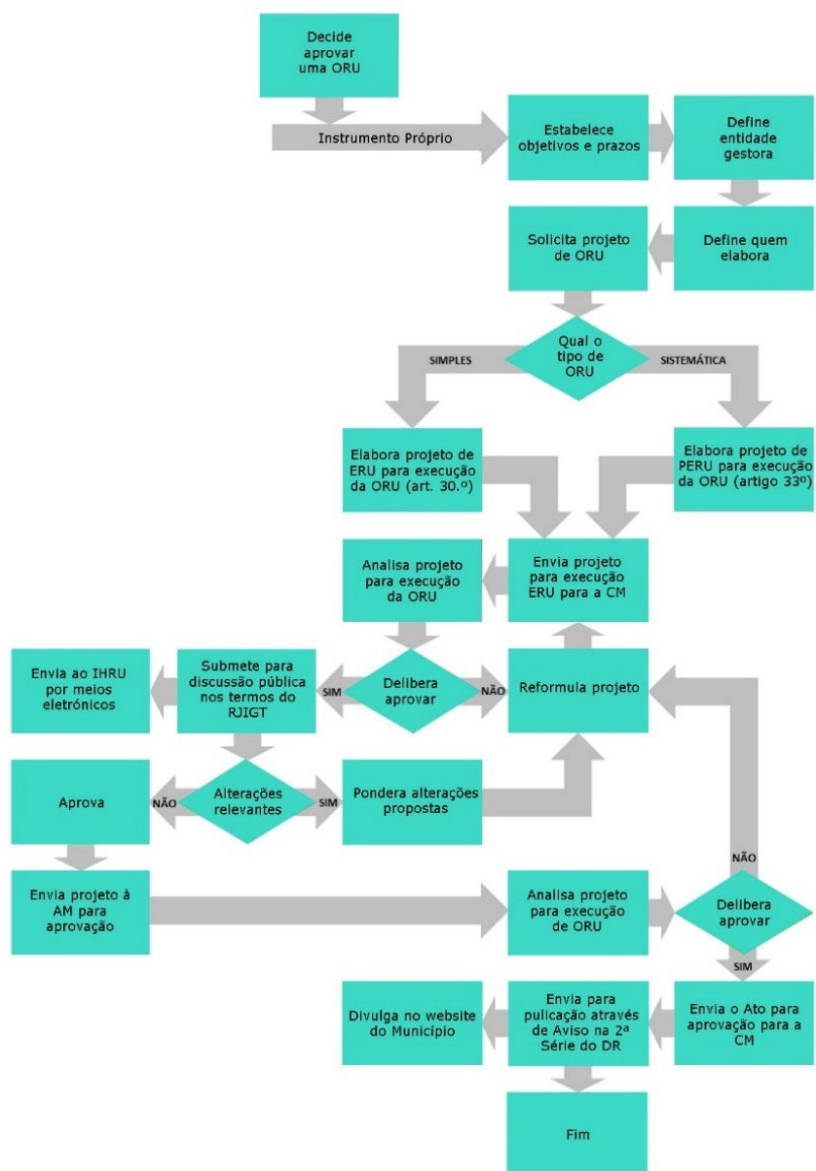 Decide
aprovar
uma ORU
Instrumento Próprio
Estabelece
objetivos e prazos
Define
entidade
gestora
Solicita projeto
de ORU
Define quem
elabora
Qual o
tipo de
ORU
SIMPLES
SISTEMÁTICA
Elabora projeto de
ERU para execução
da ORU (art. 30.º)
Elabora projeto de
PERU para execução
da ORU (artigo 33º)
Analisa projeto
para execução
da ORU
Envia projeto
para execução
ERU para a CM
Envia ao IHRU
por meios
eletrónicos
Submete para
discussão pública
nos termos do
RJIGT
SIM
Delibera
aprovar
NÃO
Reformula projeto
Aprova
NÃO
Alterações
relevantes
SIM
Pondera alterações
propostas
NÃO
Envia projeto à
AM para
aprovação
Analisa projeto
para execução
de ORU
Delibera
aprovar
SIM
Divulga no website
do Município
Envia para
pulicação através
de Aviso na 2ª
Série do DR
Envia o Ato para
aprovação para a
CM
Fim